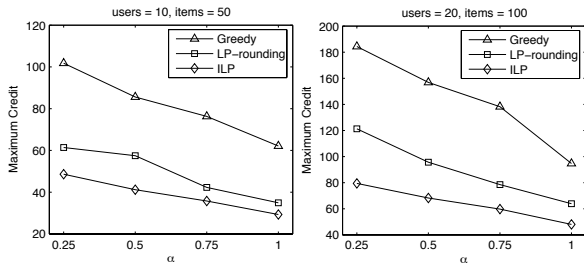 users = 10, items = 50
Maximum Credit
120
100
80
60
40
20
Greedy
LP−rounding
ILP
0.25 0.5 0.75 1
α
users = 20, items = 100
Maximum Credit
200
180
160
140
120
100
80
60
40
Greedy
LP−rounding
ILP
0.25 0.5 0.75 1
α